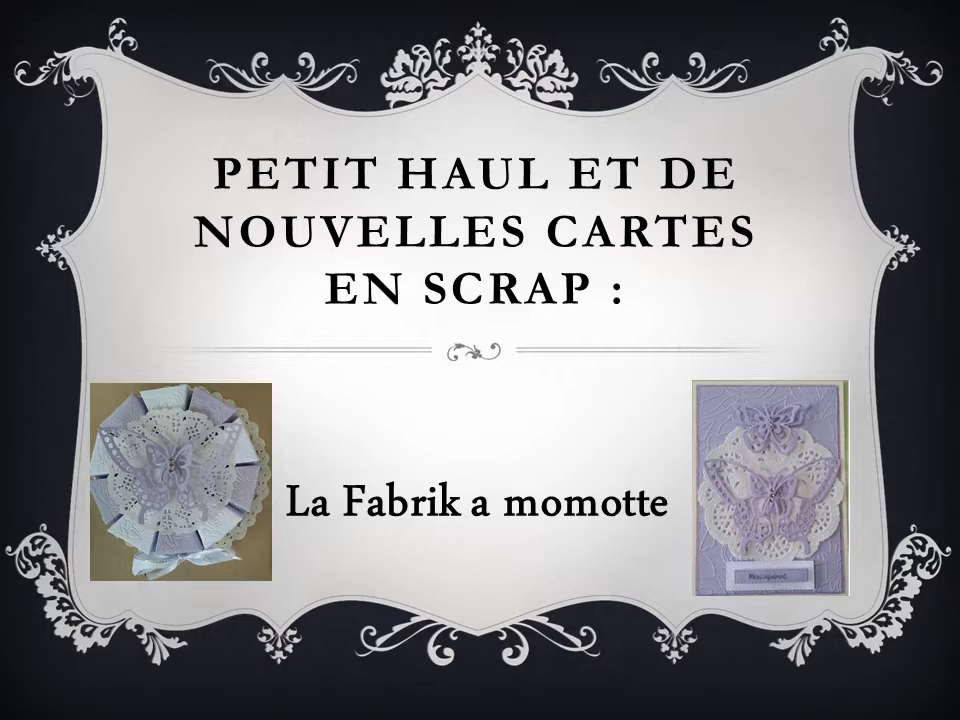 PETIT HAUL ET DE
NOUVELLES CARTES
EN SCRAP :
La Fabrik a momotte